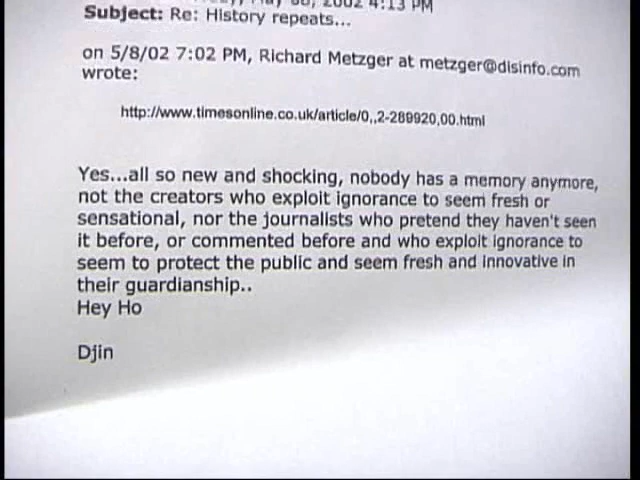 2002 4:13 PM
Subject: Re: History repeats...
on 5/8/02 7:02 PM, Richard Metzger at metzger@disinfo.com
wrote:
http://www.timesonline.co.uk/article/0,,2-289920,00.html
Yes...all so new and shocking, nobody has a memory anymore,
not the creators who exploit ignorance to seem fresh or
sensational, nor the journalists who pretend they haven't seen
it before, or commented before and who exploit ignorance to
seem to protect the public and seem fresh and innovative in
their guardianship..
Hey Ho
Djin